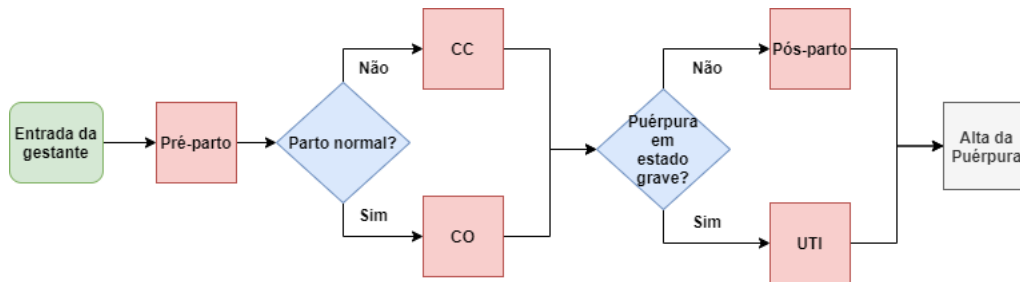 Entrada da
gestante
Pré-parto
Parto normal?
Não
CC
Sim
CO
Puérpura
em
estado
grave?
Não
Pós-parto
Sim
UTI
Alta da
Puérpura